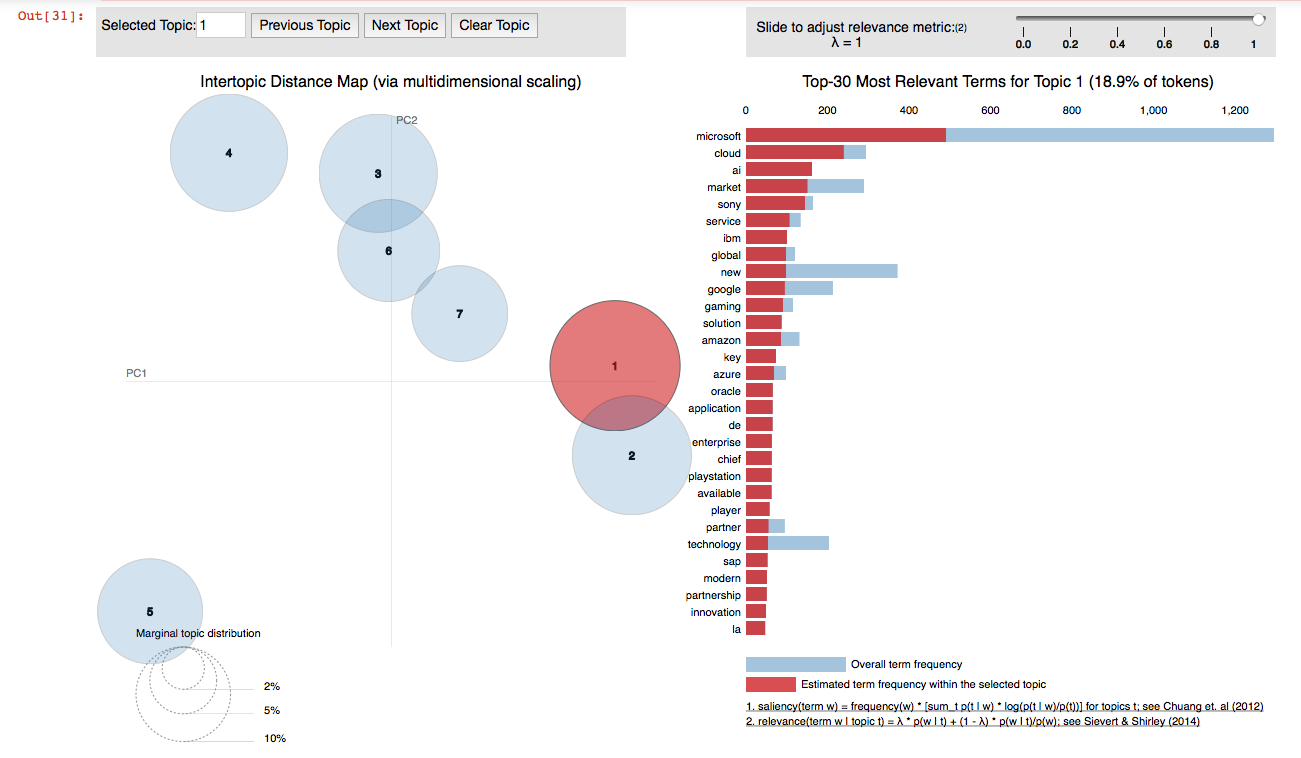 Out[31]:
Selected Topic: 1 Previous Topic Next Topic Clear Topic
Slide to adjust relevance metric:(2)
λ = 1
0.0 0.2 0.4 0.6 0.8 1
Intertopic Distance Map (via multidimensional scaling)
PC2
PC1
4
3
6
7
1
2
5
Marginal topic distribution
2%
5%
10%
Top-30 Most Relevant Terms for Topic 1 (18.9% of tokens)
0 200 400 600 800 1,000 1,200
microsoft
cloud
ai
market
sony
service
ibm
global
new
google
gaming
solution
amazon
key
azure
oracle
application
de
enterprise
chief
playstation
available
player
partner
technology
sap
modern
partnership
innovation
la
Overall term frequency
Estimated term frequency within the selected topic
1. saliency(term w) = frequency(w) * [sum_t p(t | w) * log(p(t | w)/p(t))] for topics t; see Chuang et. al (2012)
2. relevance(term w | topic t) = λ * p(w | t) + (1 - λ) * p(w | t)/p(w); see Sievert & Shirley (2014)